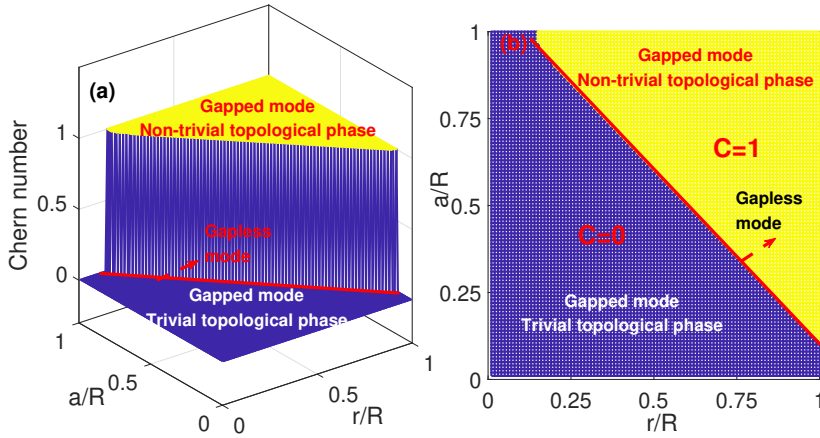 (a)
Gapped mode
Non-trivial topological phase
Chern number
1
0.5
0
Gapless
mode
Gapped mode
Trivial topological phase
1
0.5
0
a/R
0
0.5
1
r/R
(b)
Gapped mode
Non-trivial topological phase
C=1
Gapless
mode
C=0
Gapped mode
Trivial topological phase
1
0.75
0.5
0.25
0
a/R
0
0.25
0.5
0.75
1
r/R